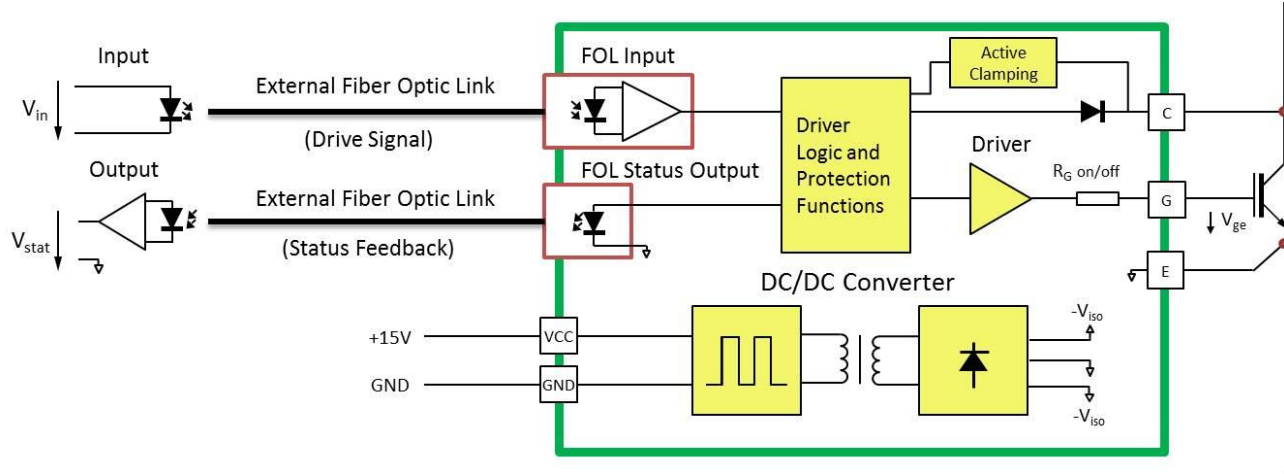 Input
V_in
External Fiber Optic Link
(Drive Signal)
Output
V_stat
External Fiber Optic Link
(Status Feedback)
FOL Input
FOL Status Output
Driver
Logic and
Protection
Functions
Active
Clamping
Driver
R_G on/off
C
G
E
V_ge
DC/DC Converter
+15V
VCC
GND
GND
-V_iso
-V_iso